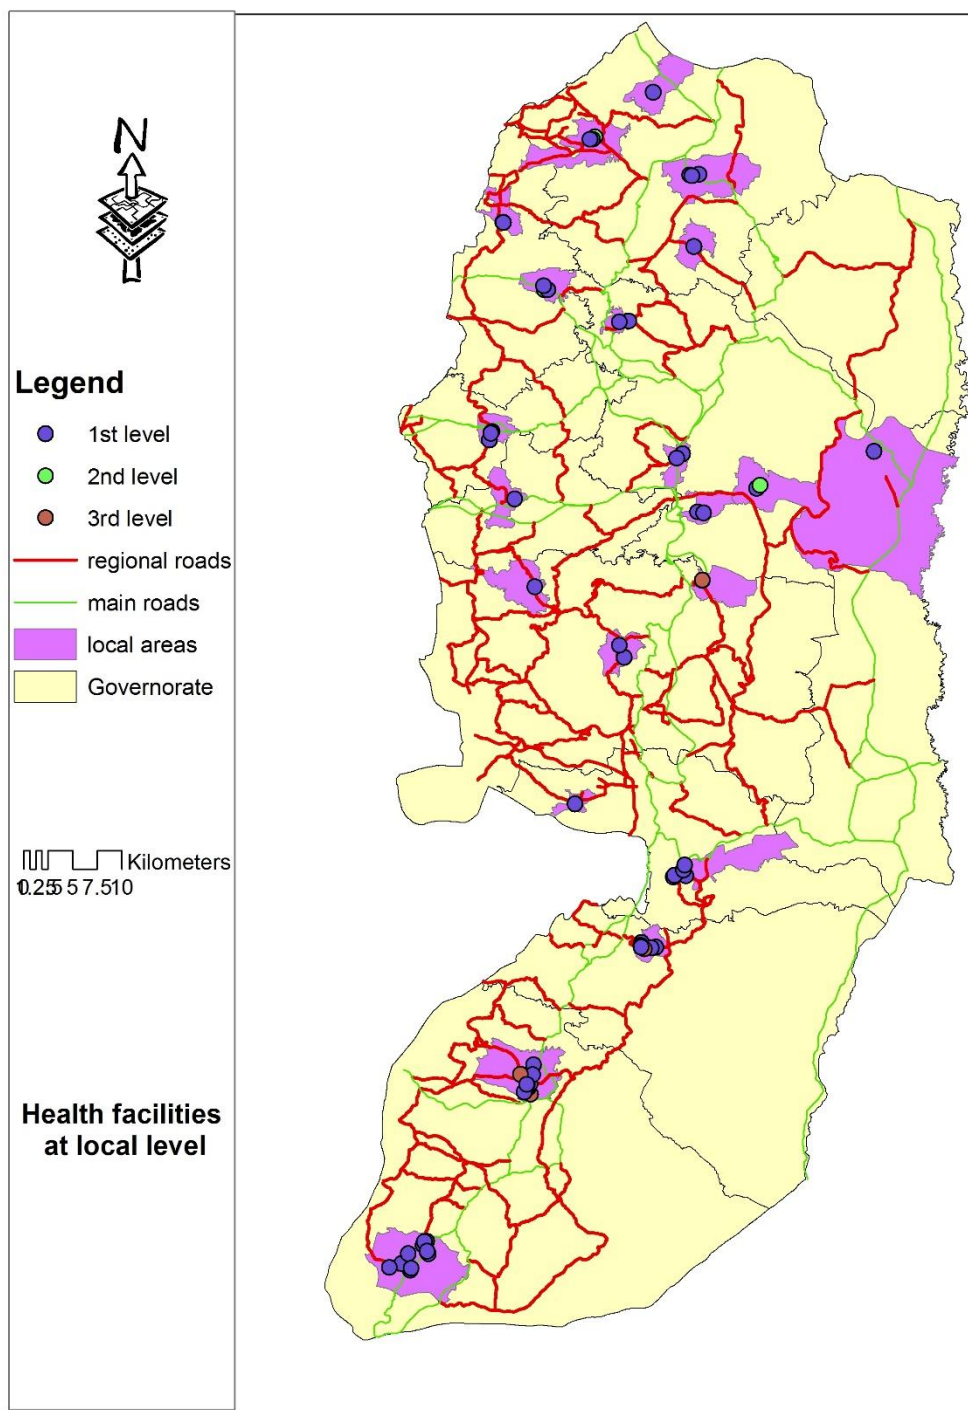 N
Legend
1st level
2nd level
3rd level
regional roads
main roads
local areas
Governorate
Kilometers
Health facilities
at local level